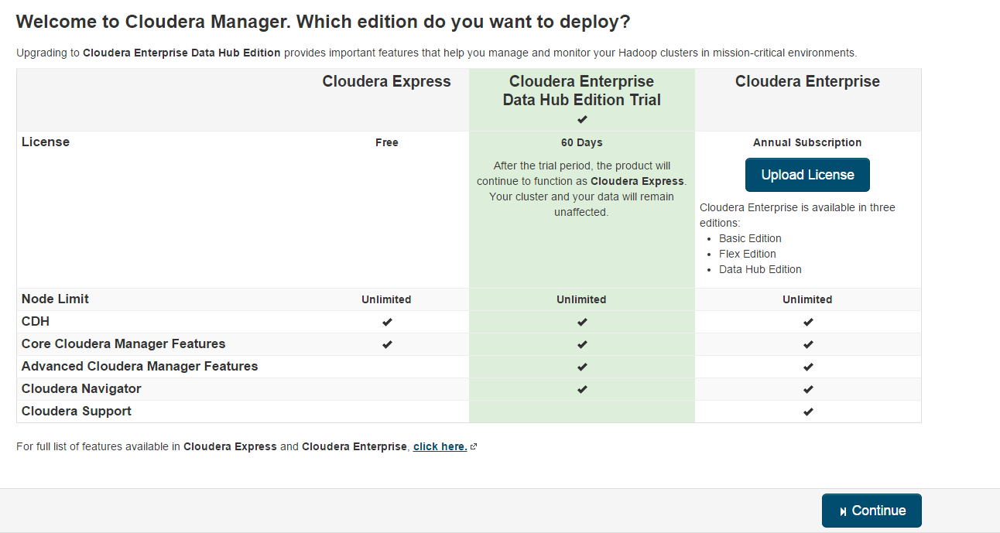 Welcome to Cloudera Manager. Which edition do you want to deploy?
Upgrading to Cloudera Enterprise Data Hub Edition provides important features that help you manage and monitor your Hadoop clusters in mission-critical environments.
Cloudera Express
Cloudera Enterprise
Data Hub Edition Trial
Cloudera Enterprise
License
Free
60 Days
After the trial period, the product will
continue to function as Cloudera Express.
Your cluster and your data will remain
unaffected.
Annual Subscription
Upload License
Cloudera Enterprise is available in three
editions:
• Basic Edition
• Flex Edition
• Data Hub Edition
Node Limit Unlimited Unlimited Unlimited
CDH ✔ ✔ ✔
Core Cloudera Manager Features ✔ ✔ ✔
Advanced Cloudera Manager Features ✔ ✔
Cloudera Navigator ✔ ✔
Cloudera Support ✔
For full list of features available in Cloudera Express and Cloudera Enterprise, click here.
Continue